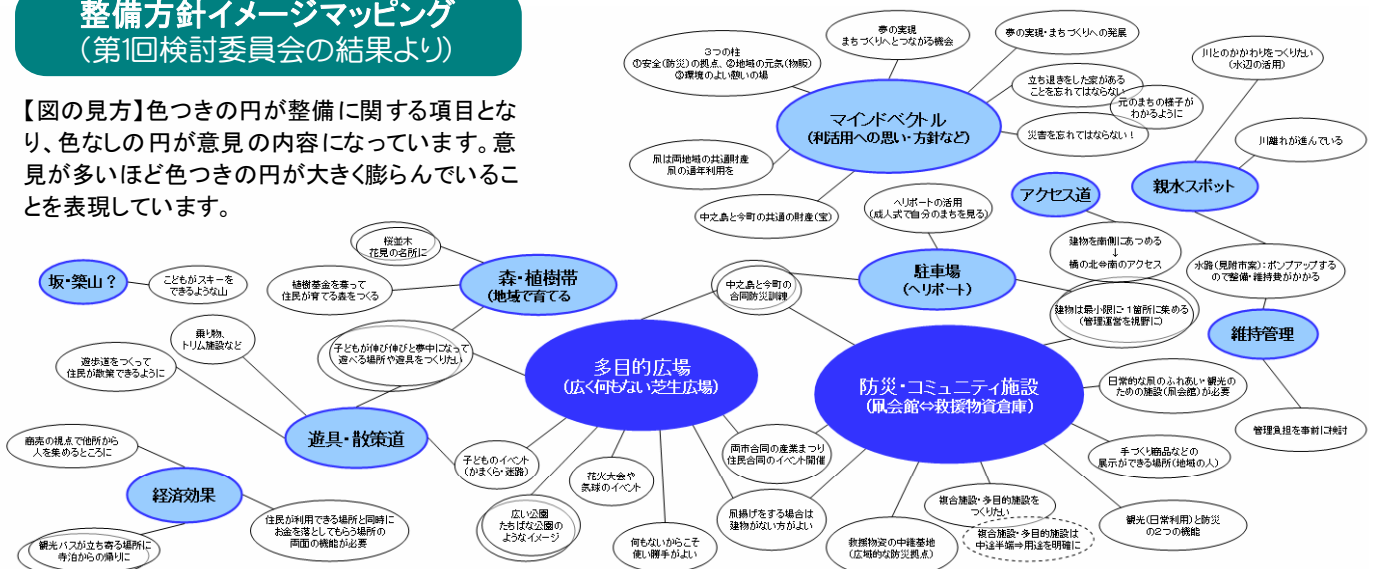 整備方針イメージマッピング
(第1回検討委員会の結果より)
【図の見方】色つきの円が整備に関する項目とな
り、色なしの円が意見の内容になっています。意
見が多いほど色つきの円が大きく膨らんでいるこ
とを表現しています。
夢の実現
まちづくりへとつながる機会
夢の実現・まちづくりへの発展
3つの柱
①安全(防災)の拠点、②地域の元気(物販)
③環境のよい憩いの場
マインドベクトル
(利活用への思い・方針など)
立ち退きをした家がある
ことを忘れてはならない
元のまちの様子が
わかるように
災害を忘れてはならない!
凧は両地域の共通財産
凧の通年利用を
中之島と今町の共通の財産(宝)
川とのかかわりをつくりたい
(水辺の活用)
川離れが進んでいる
親水スポット
アクセス道
ヘリポートの活用
(成人式で自分のまちを見る)
建物を南側にあつめる
↓
橋の北⇔南のアクセス
水路(見附市案):ポンプアップする
ので整備・維持費がかかる
駐車場
(ヘリポート)
中之島と今町の
合同防災訓練
建物は最小限に・1箇所に集める
(管理運営を視野に)
維持管理
管理負担を事前に検討
桜並木
花見の名所に
森・植樹帯
(地域で育てる
植樹基金を募って
住民が育てる森をつくる
坂・築山?
こどもがスキーを
できるような山
乗り物、
トリム施設など
遊歩道をつくって
住民が散策できるように
子どもが伸び伸びと夢中になって
遊べる場所や遊具をつくりたい
遊具・散策道
多目的広場
(広く何もない芝生広場)
防災・コミュニティ施設
(凧会館⇔救援物資倉庫)
日常的な凧のふれあい・観光の
ための施設(凧会館)が必要
手づくり商品などの
展示ができる場所(地域の人)
観光(日常利用)と防災
の2つの機能
複合施設・多目的施設を
つくりたい
複合施設・多目的施設は
中途半端⇒用途を明確に
救援物資の中継基地
(広域的な防災拠点)
両市合同の産業まつり
住民合同のイベント開催
凧揚げをする場合は
建物がない方がよい
何もないからこそ
使い勝手がよい
花火大会や
気球のイベント
広い公園
たちばな公園の
ようなイメージ
子どものイベント
(かまくら・迷路)
商売の視点で他所から
人を集めるところに
経済効果
住民が利用できる場所と同時に
お金を落としてもらう場所の
両面の機能が必要
観光バスが立ち寄る場所に
寺泊からの帰りに